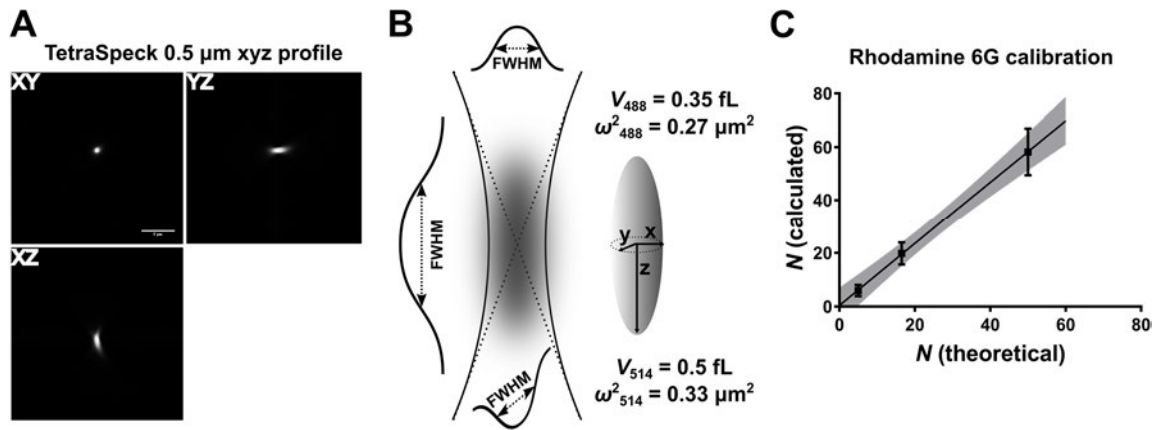 A
TetraSpeck 0.5 µm xyz profile
XY
YZ
1 µm
XZ
B
FWHM
FWHM
FWHM
V488 = 0.35 fL
ω²488 = 0.27 µm²
y
x
z
V514 = 0.5 fL
ω²514 = 0.33 µm²
C
Rhodamine 6G calibration
N (calculated)
80
60
40
20
0
0
20
40
60
80
N (theoretical)